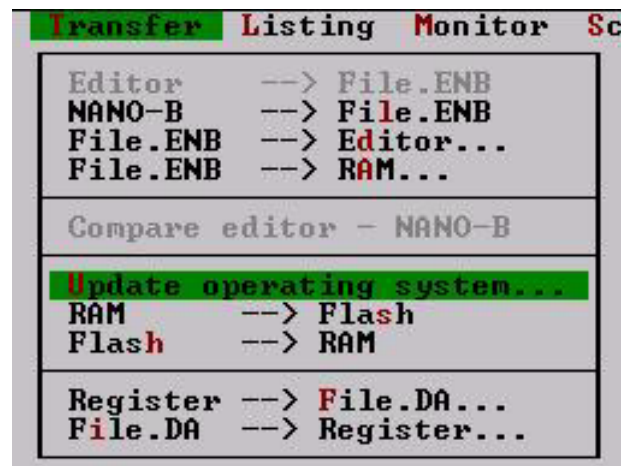 Transfer Listing Monitor Sc
Editor --> File.ENB
NANO-B --> File.ENB
File.ENB --> Editor...
File.ENB --> RAM...
Compare editor - NANO-B
Update operating system...
RAM --> Flash
Flash --> RAM
Register --> File.DA...
File.DA --> Register...